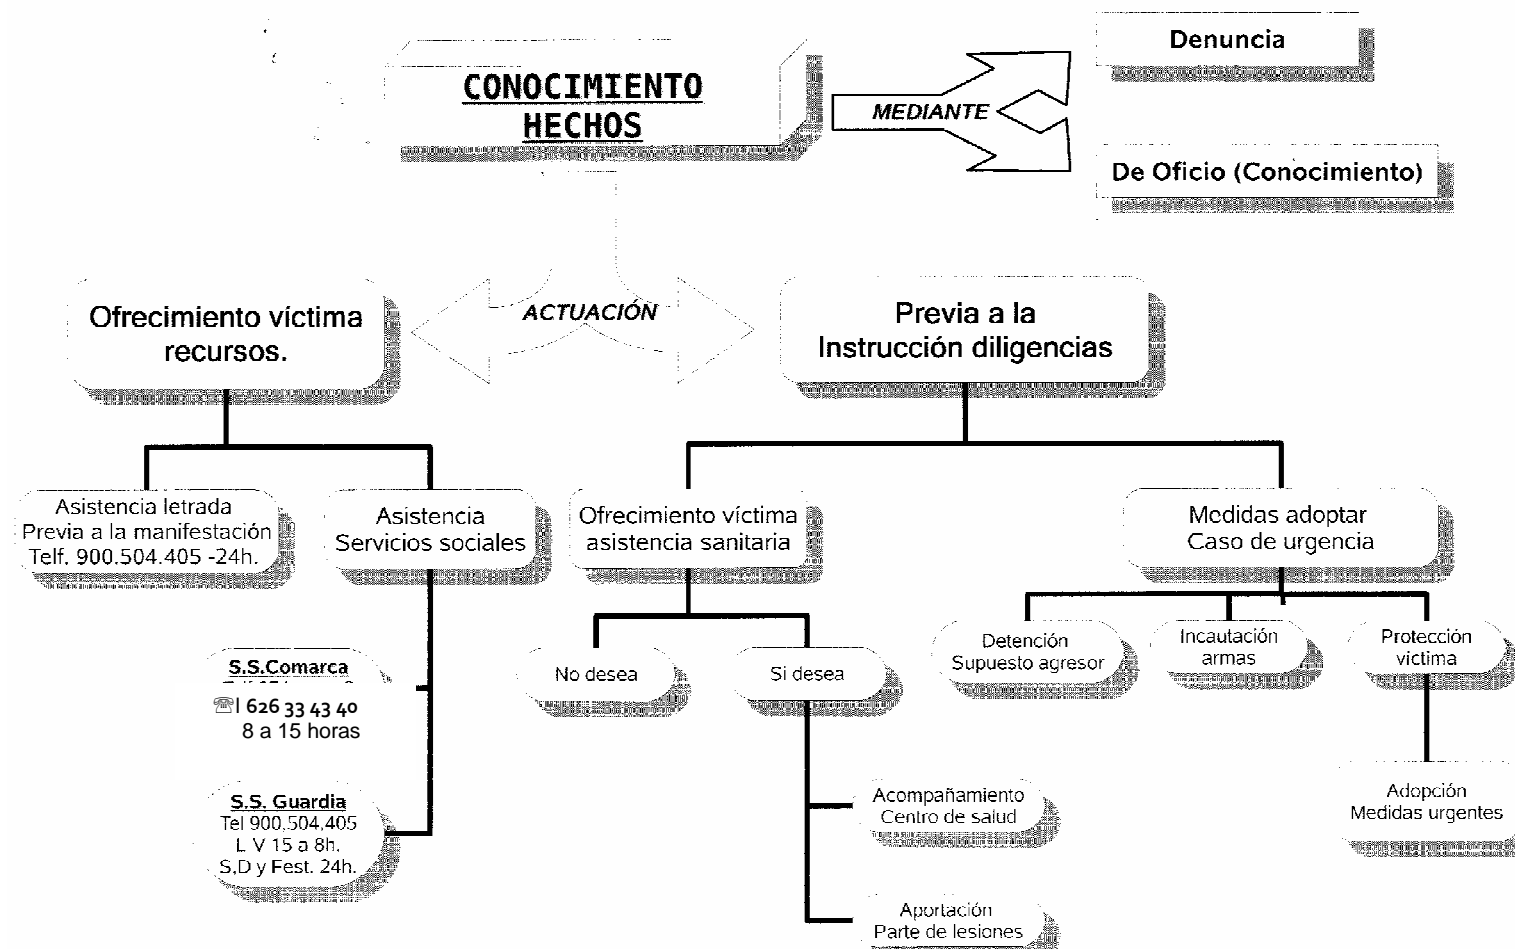 CONOCIMIENTO
HECHOS
MEDIANTE
Denuncia
De Oficio (Conocimiento)
ACTUACIÓN
Ofrecimiento víctima
recursos.
Previa a la
Instrucción diligencias
Asistencia letrada
Previa a la manifestación
Telf. 900.504.405 -24h.
Asistencia
Servicios sociales
Ofrecimiento víctima
asistencia sanitaria
Medidas adoptar
Caso de urgencia
S.S.Comarca
☏l 626 33 43 40
8 a 15 horas
S.S. Guardia
Tel 900.504.405
L V 15 a 8h.
S,D y Fest. 24h.
No desea
Si desea
Acompañamiento
Centro de salud
Aportación
Parte de lesiones
Detención
Supuesto agresor
Incautación
armas
Protección
víctima
Adopción
Medidas urgentes